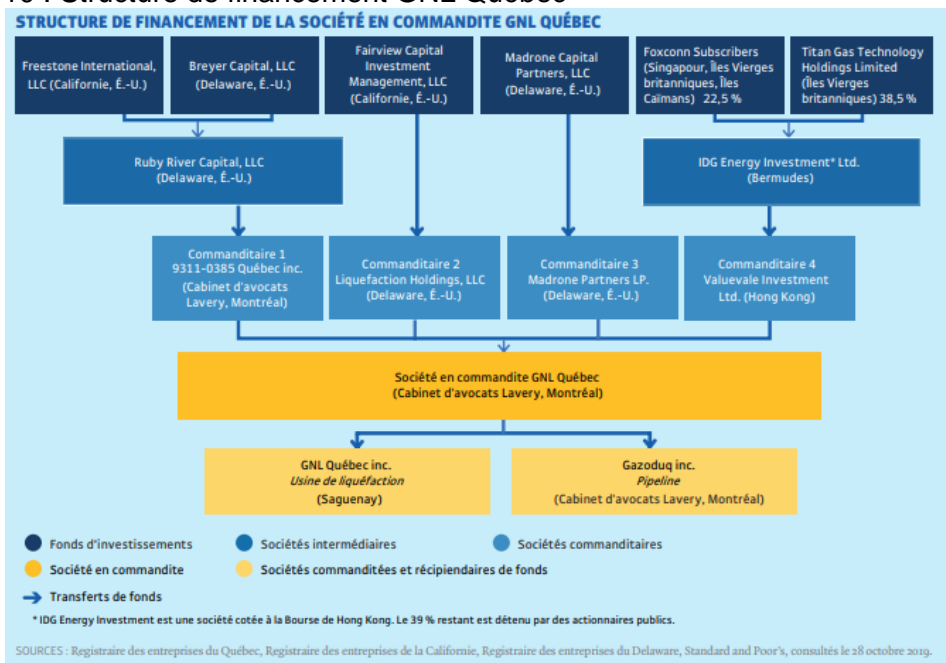 10 : Structure de financement GNL Québec
STRUCTURE DE FINANCEMENT DE LA SOCIÉTÉ EN COMMANDITE GNL QUÉBEC
Freestone International,
LLC (Californie, É.-U.)
Breyer Capital, LLC
(Delaware, É.-U.)
Fairview Capital
Investment
Management, LLC
(Californie, É.-U.)
Madrone Capital
Partners, LLC
(Delaware, É.-U.)
Foxconn Subscribers
(Singapour, Îles Vierges
britanniques, Îles
Caïmans) 22,5 %
Titan Gas Technology
Holdings Limited
(Îles Vierges
britanniques) 38,5 %
Ruby River Capital, LLC
(Delaware, É.-U.)
IDG Energy Investment* Ltd.
(Bermudes)
Commanditaire 1
9311-0385 Québec inc.
(Cabinet d'avocats
Lavery, Montréal)
Commanditaire 2
Liquefaction Holdings, LLC
(Delaware, É.-U.)
Commanditaire 3
Madrone Partners LP.
(Delaware, É.-U.)
Commanditaire 4
Valuevale Investment
Ltd. (Hong Kong)
Société en commandite GNL Québec
(Cabinet d'avocats Lavery, Montréal)
GNL Québec inc.
Usine de liquéfaction
(Saguenay)
Gazoduq inc.
Pipeline
(Cabinet d'avocats Lavery, Montréal)
Fonds d'investissements
Sociétés intermédiaires
Sociétés commanditaires
Société en commandite
Sociétés commanditées et récipiendaires de fonds
Transferts de fonds
* IDG Energy Investment est une société cotée à la Bourse de Hong Kong. Le 39 % restant est détenu par des actionnaires publics.
SOURCES : Registraire des entreprises du Québec, Registraire des entreprises de la Californie, Registraire des entreprises du Delaware, Standard and Poor's, consultés le 28 octobre 2019.